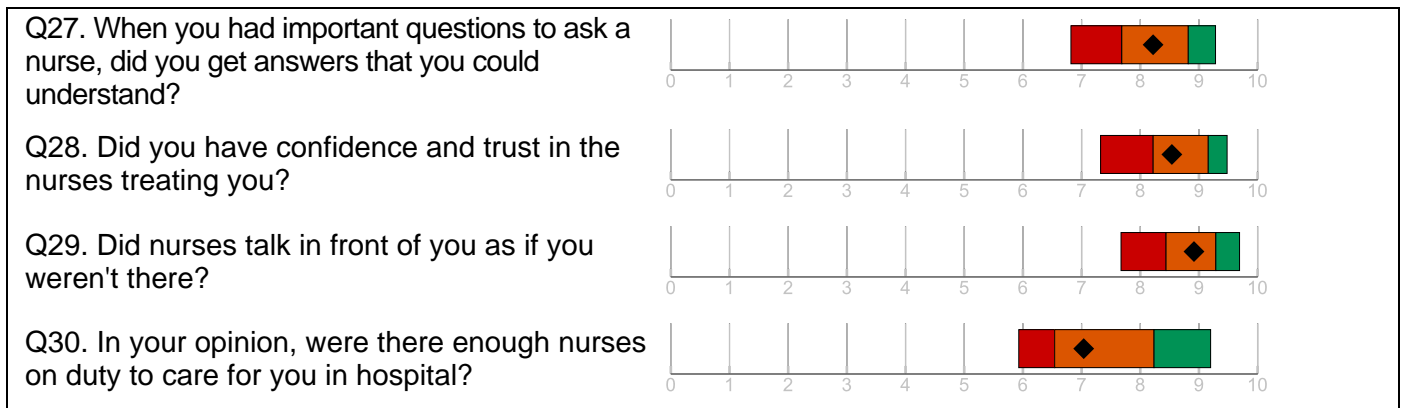 Q27. When you had important questions to ask a
nurse, did you get answers that you could
understand?
0 1 2 3 4 5 6 7 8 9 10
Q28. Did you have confidence and trust in the
nurses treating you?
0 1 2 3 4 5 6 7 8 9 10
Q29. Did nurses talk in front of you as if you
weren't there?
0 1 2 3 4 5 6 7 8 9 10
Q30. In your opinion, were there enough nurses
on duty to care for you in hospital?
0 1 2 3 4 5 6 7 8 9 10